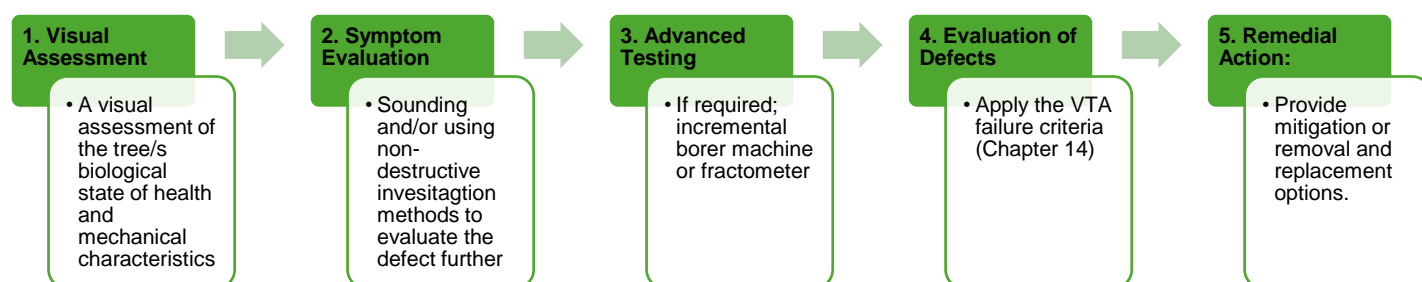 1. Visual
Assessment
• A visual
assessment of
the tree/s
biological
state of health
and
mechanical
characteristics
2. Symptom
Evaluation
• Sounding
and/or using
non-
destructive
invesitagtion
methods to
evaluate the
defect further
3. Advanced
Testing
• If required;
incremental
borer machine
or fractometer
4. Evaluation of
Defects
• Apply the VTA
failure criteria
(Chapter 14)
5. Remedial
Action:
• Provide
mitigation or
removal and
replacement
options.